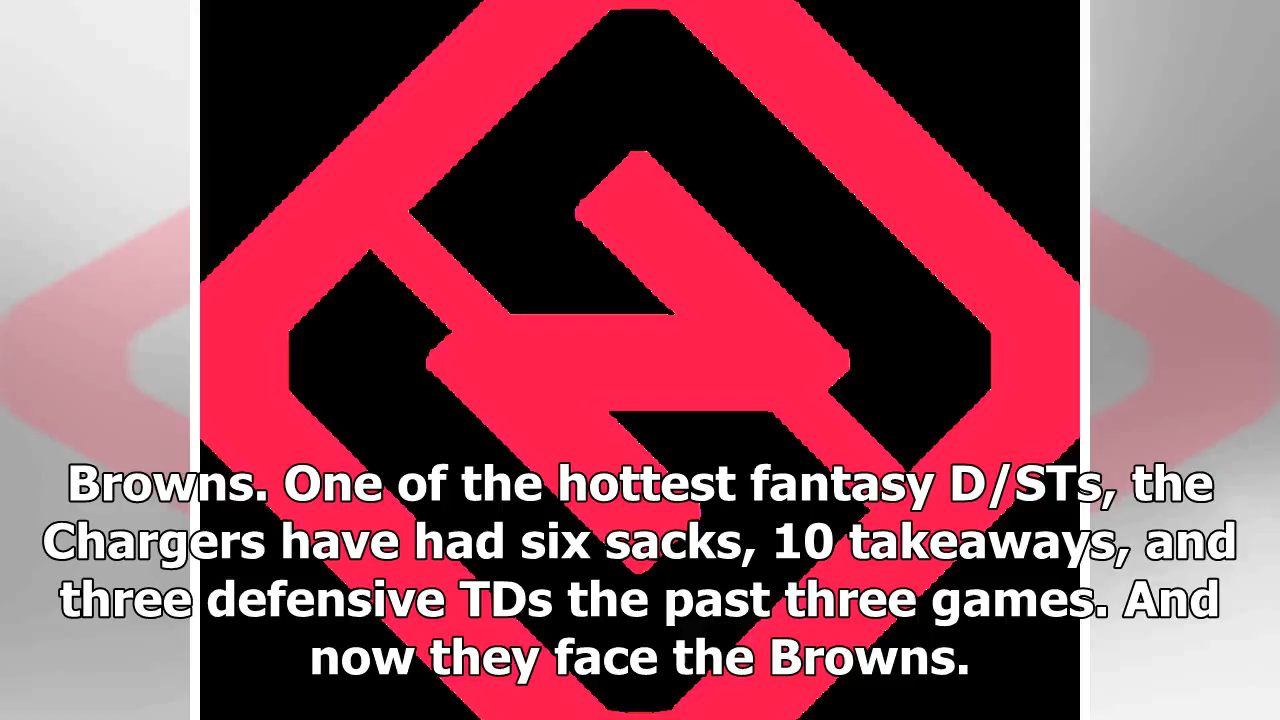 Browns. One of the hottest fantasy D/STs, the
Chargers have had six sacks, 10 takeaways, and
three defensive TDs the past three games. And
now they face the Browns.